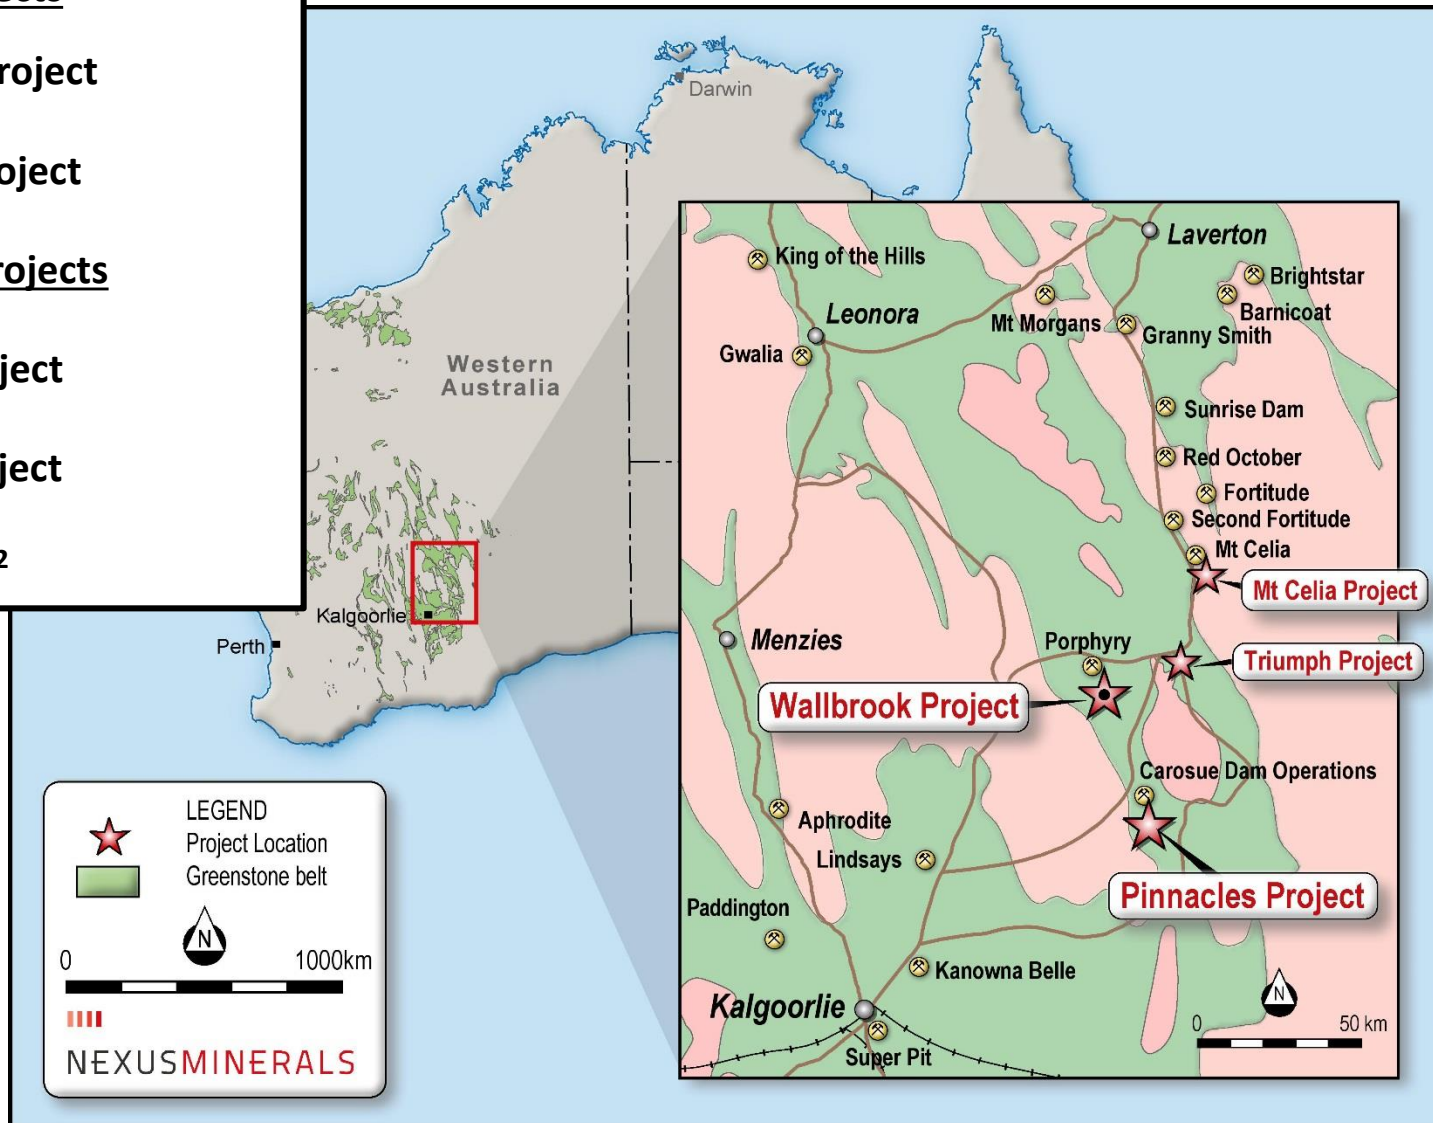 roject
oject
rojects
ject
ject
2
Darwin
Western
Australia
Kalgoorlie
Perth
LEGEND
Project Location
Greenstone belt
N
0 1000km
NEXUSMINERALS
Laverton
King of the Hills
Brightstar
Barnicoat
Leonora
Mt Morgans
Granny Smith
Gwalia
Sunrise Dam
Red October
Fortitude
Second Fortitude
Mt Celia
Mt Celia Project
Menzies
Porphyry
Triumph Project
Wallbrook Project
Carosue Dam Operations
Aphrodite
Lindsays
Pinnacles Project
Paddington
Kanowna Belle
Kalgoorlie
Super Pit
N
0 50 km